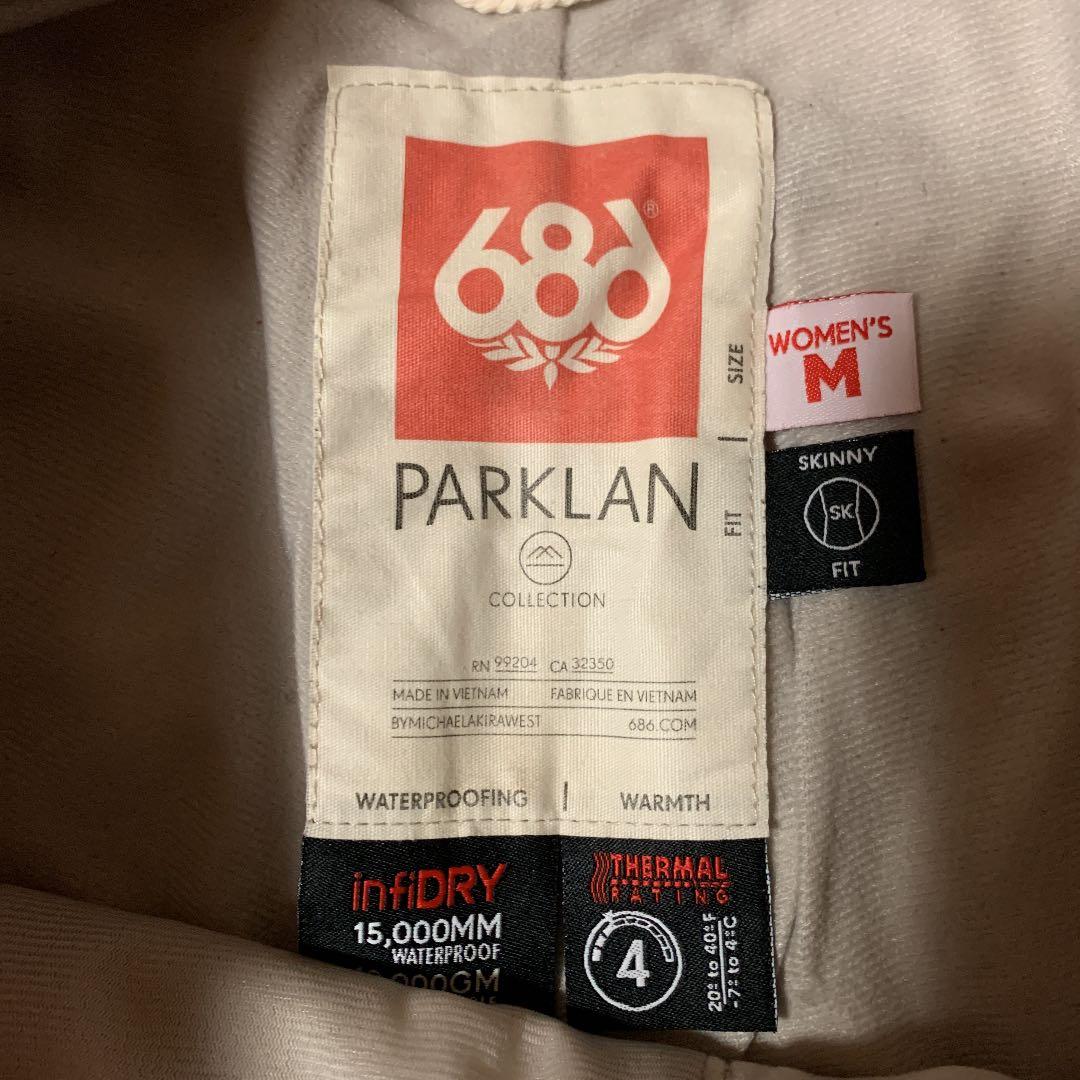 686®
PARKLAN
COLLECTION
SIZE
|
FIT
WOMEN'S
M
SKINNY
SK
FIT
RN 99204 CA 32350
MADE IN VIETNAM FABRIQUE EN VIETNAM
BYMICHAELAKIRAWEST 686.COM
WATERPROOFING | WARMTH
infiDRY
15,000MM
WATERPROOF
THERMAL
RATING
4
20° to 40°F
-7° to 4°C